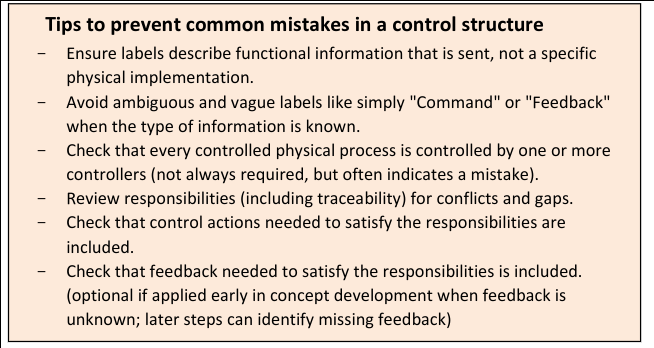 Tips to prevent common mistakes in a control structure
− Ensure labels describe functional information that is sent, not a specific
physical implementation.
− Avoid ambiguous and vague labels like simply "Command" or "Feedback"
when the type of information is known.
− Check that every controlled physical process is controlled by one or more
controllers (not always required, but often indicates a mistake).
− Review responsibilities (including traceability) for conflicts and gaps.
− Check that control actions needed to satisfy the responsibilities are
included.
− Check that feedback needed to satisfy the responsibilities is included.
(optional if applied early in concept development when feedback is
unknown; later steps can identify missing feedback)